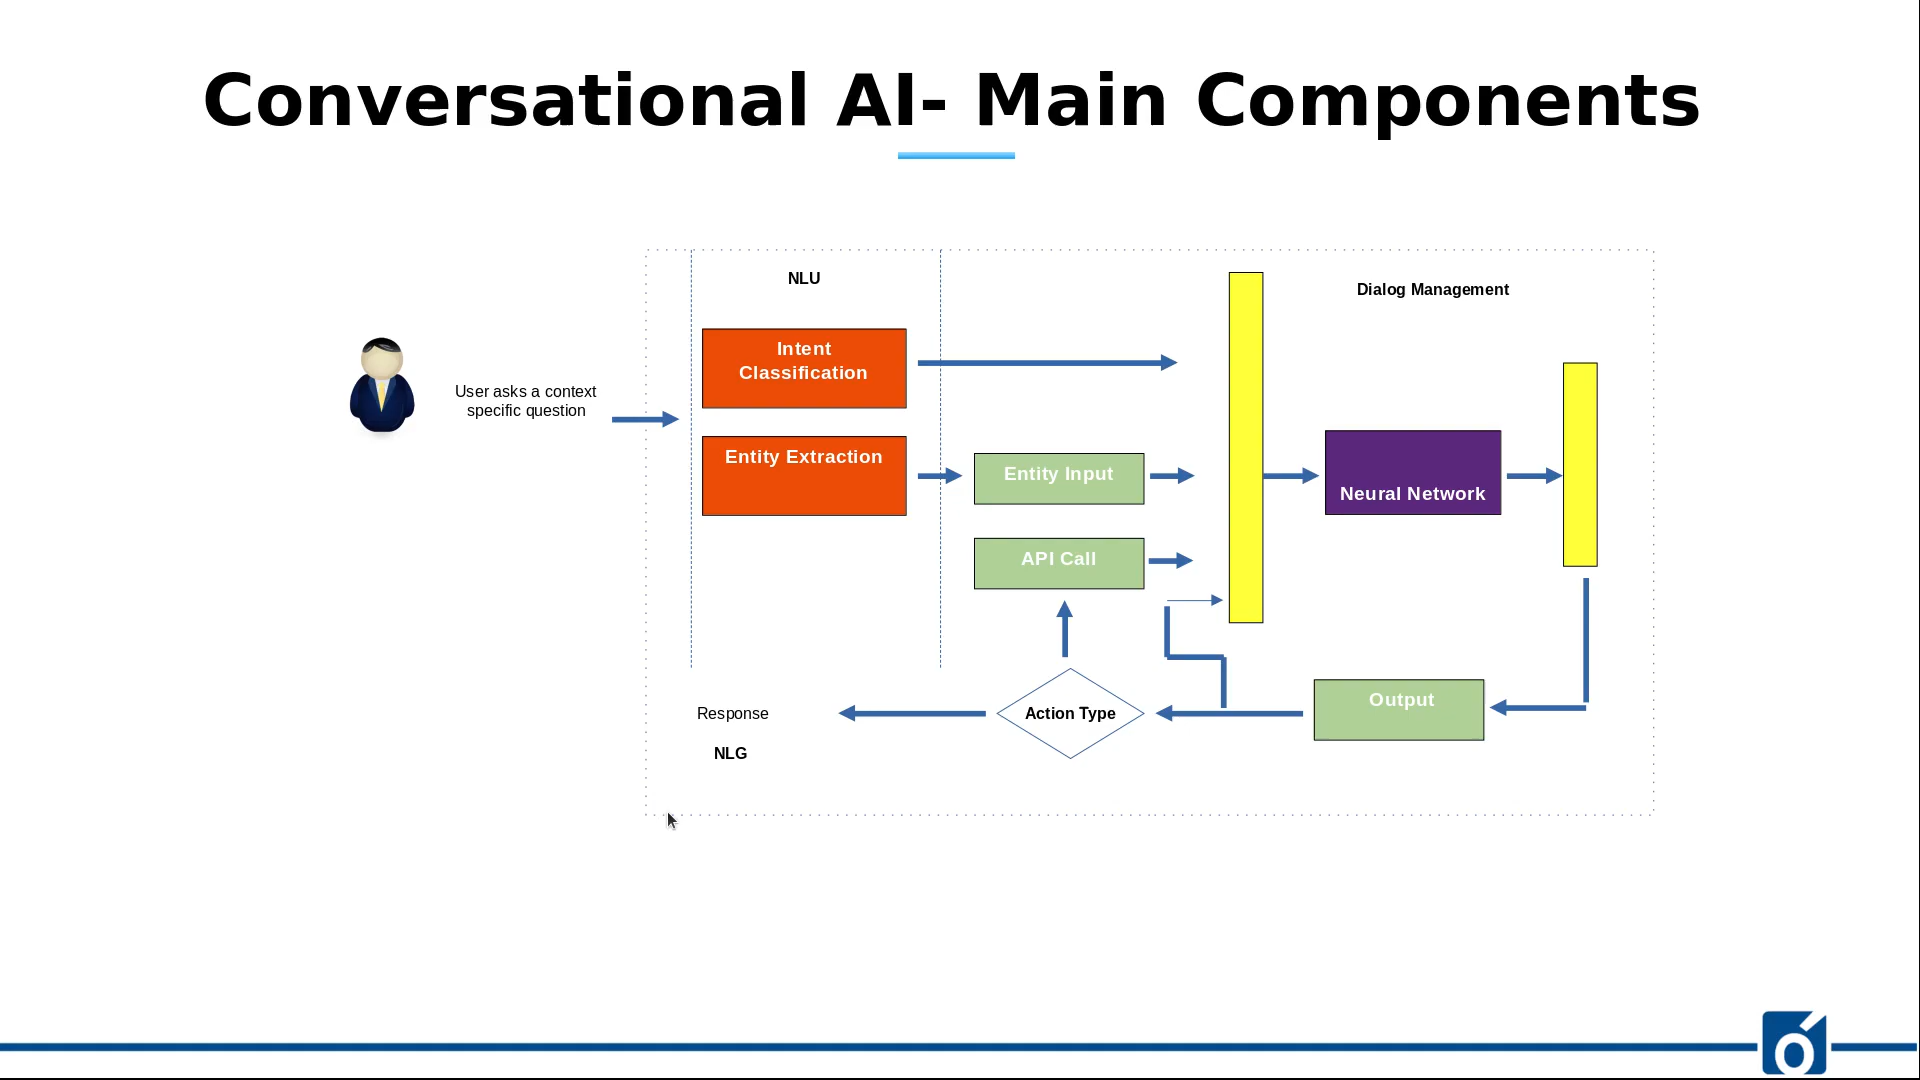 Conversational AI- Main Components
NLU
Dialog Management
Intent
Classification
User asks a context
specific question
Entity Extraction
Entity Input
Neural Network
API Call
Output
Response
Action Type
NLG